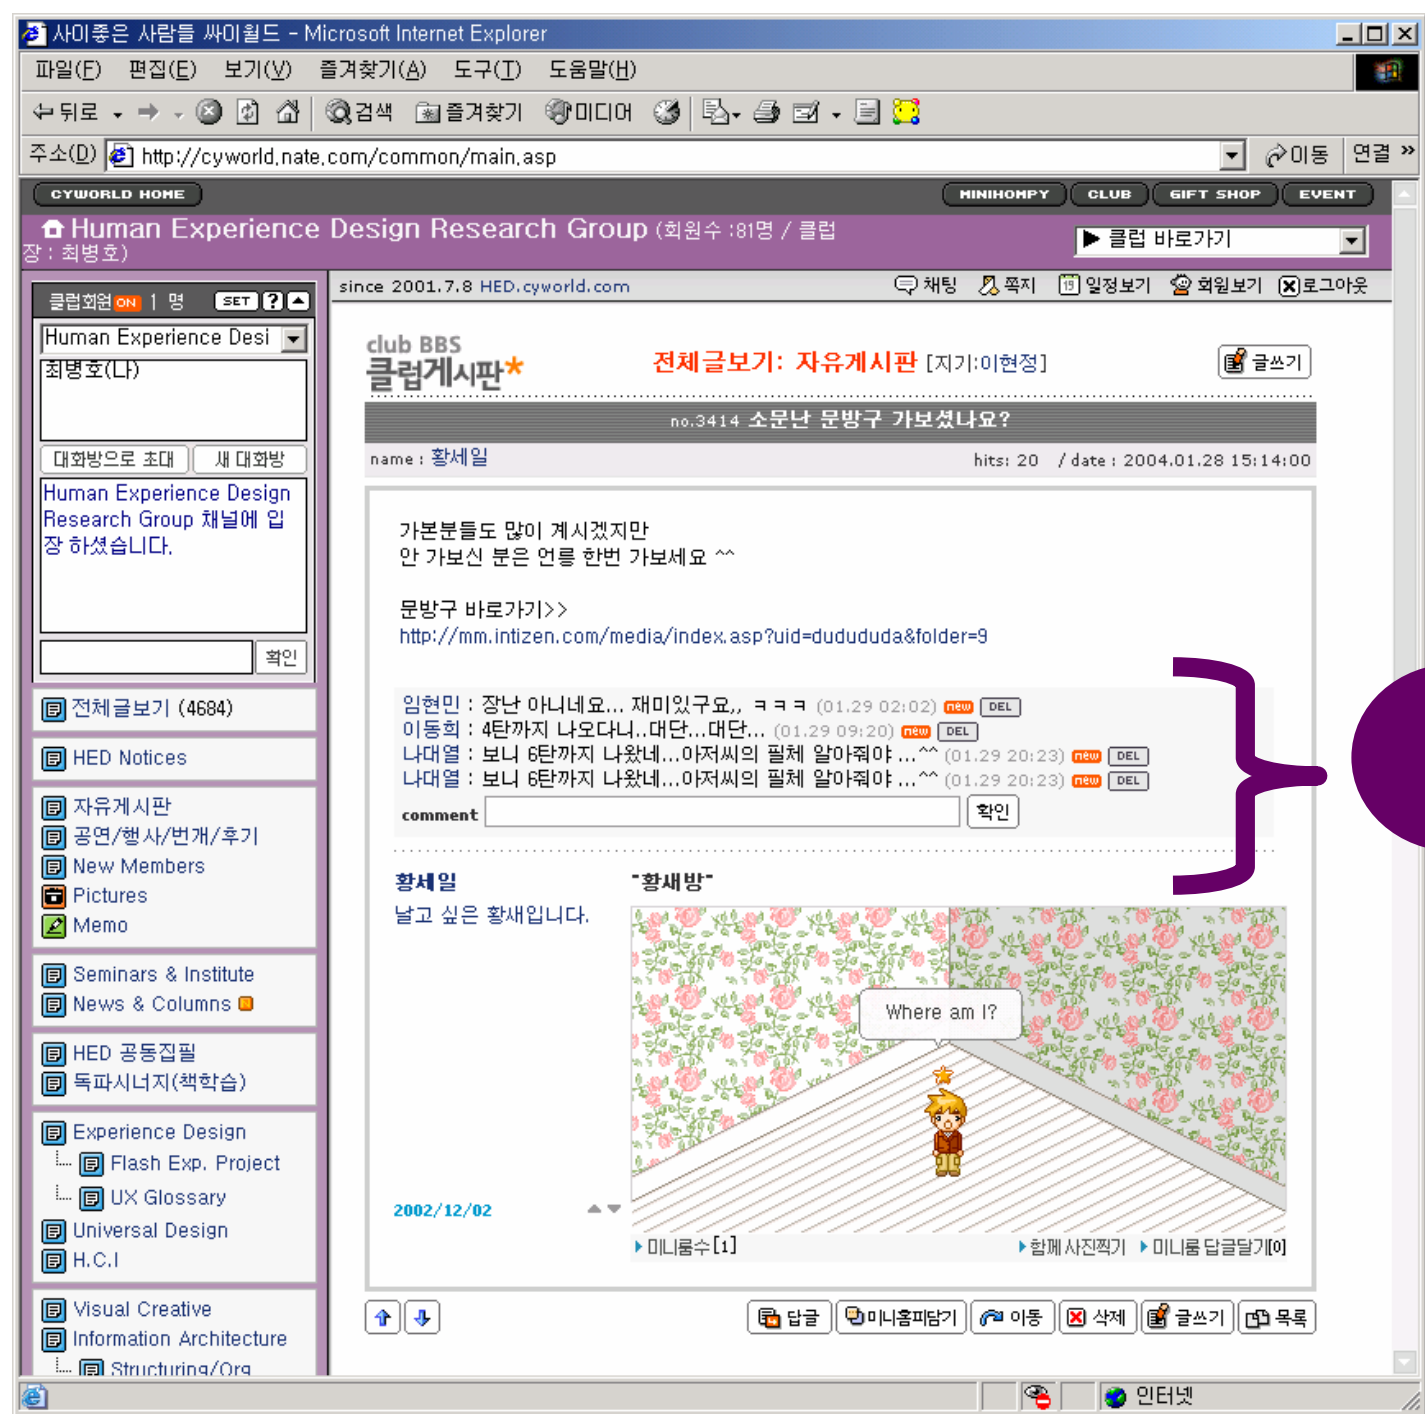 사이좋은 사람들 싸이월드 - Microsoft Internet Explorer
파일(F) 편집(E) 보기(V) 즐겨찾기(A) 도구(T) 도움말(H)
뒤로 검색 즐겨찾기 미디어
주소(D) http://cyworld.nate.com/common/main.asp 이동 연결 »
CYWORLD HOME MINIHOMPY CLUB GIFT SHOP EVENT
Human Experience Design Research Group (회원수 :81명 / 클럽
장 : 최병호)
▶ 클럽 바로가기
클럽회원 ON 1 명 SET ?
since 2001.7.8 HED.cyworld.com 채팅 쪽지 일정보기 회원보기 로그아웃
Human Experience Desi
최병호(나)
대화방으로 초대 새 대화방
Human Experience Design
Research Group 채널에 입
장 하셨습니다.
확인
전체글보기 (4684)
HED Notices
자유게시판
공연/행사/번개/후기
New Members
Pictures
Memo
Seminars & Institute
News & Columns
HED 공동집필
독파시너지(책학습)
Experience Design
Flash Exp. Project
UX Glossary
Universal Design
H.C.I
Visual Creative
Information Architecture
Structuring/Org
club BBS
클럽게시판*
전체글보기: 자유게시판 [지기:이현정]
글쓰기
no.3414 소문난 문방구 가보셨나요?
name : 황세일 hits: 20 / date : 2004.01.28 15:14:00
가본분들도 많이 계시겠지만
안 가보신 분은 언릉 한번 가보세요 ^^
문방구 바로가기>>
http://mm.intizen.com/media/index.asp?uid=dudududa&folder=9
임현민 : 장난 아니네요... 재미있구요,, ㅋㅋㅋ (01.29 02:02) new DEL
이동희 : 4탄까지 나오다니..대단...대단... (01.29 09:20) new DEL
나대열 : 보니 6탄까지 나왔네...아저씨의 필체 알아줘야 ...^^ (01.29 20:23) new DEL
나대열 : 보니 6탄까지 나왔네...아저씨의 필체 알아줘야 ...^^ (01.29 20:23) new DEL
comment 확인
황세일 "황새방"
날고 싶은 황새입니다.
Where am I?
2002/12/02
미니룸수[1] 함께사진찍기 미니룸답글달기[0]
답글 미니홈피담기 이동 삭제 글쓰기 목록
인터넷